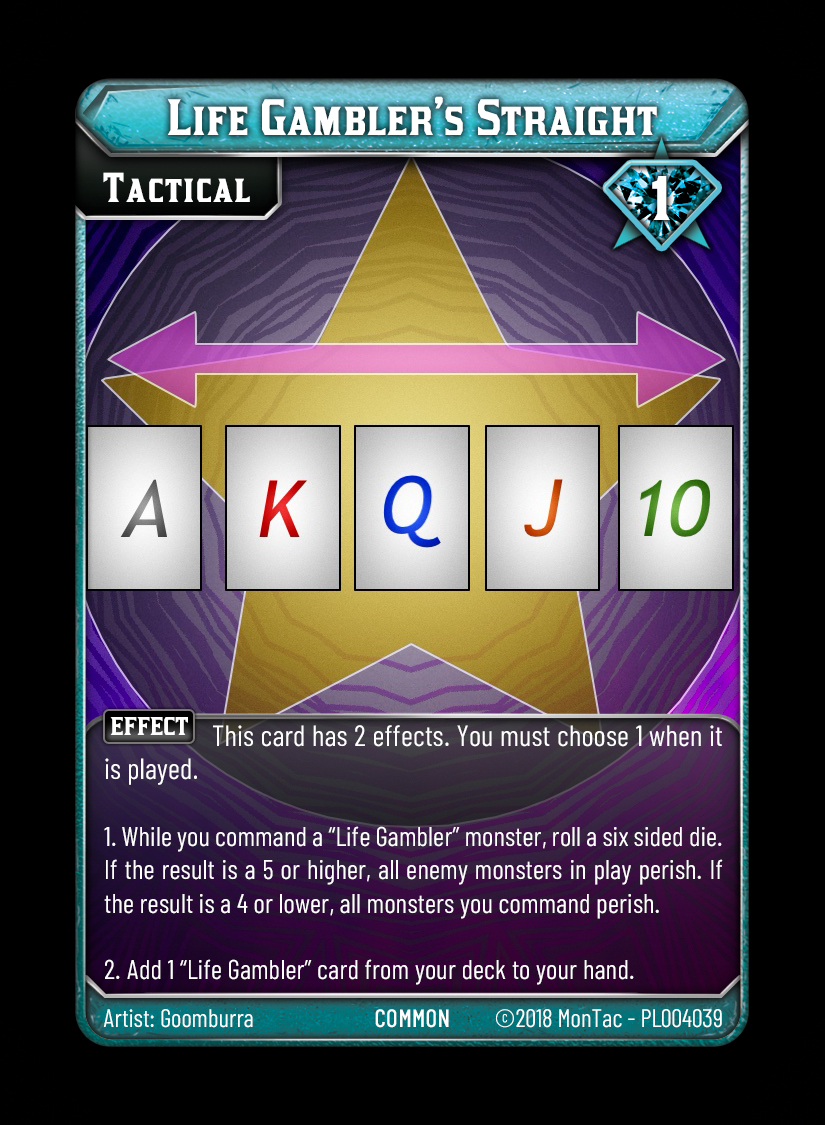 Life Gambler's Straight
Tactical
1
A K Q J 10
EFFECT This card has 2 effects. You must choose 1 when it
is played.
1. While you command a "Life Gambler" monster, roll a six sided die.
If the result is a 5 or higher, all enemy monsters in play perish. If
the result is a 4 or lower, all monsters you command perish.
2. Add 1 "Life Gambler" card from your deck to your hand.
Artist: Goomburra COMMON ©2018 MonTac - PL004039